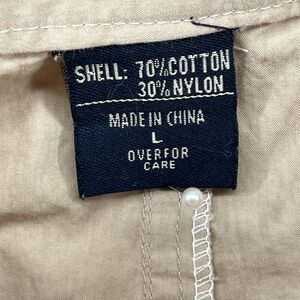 SHELL: 70% COTTON
30% NYLON
MADE IN CHINA
L
OVERFOR
CARE